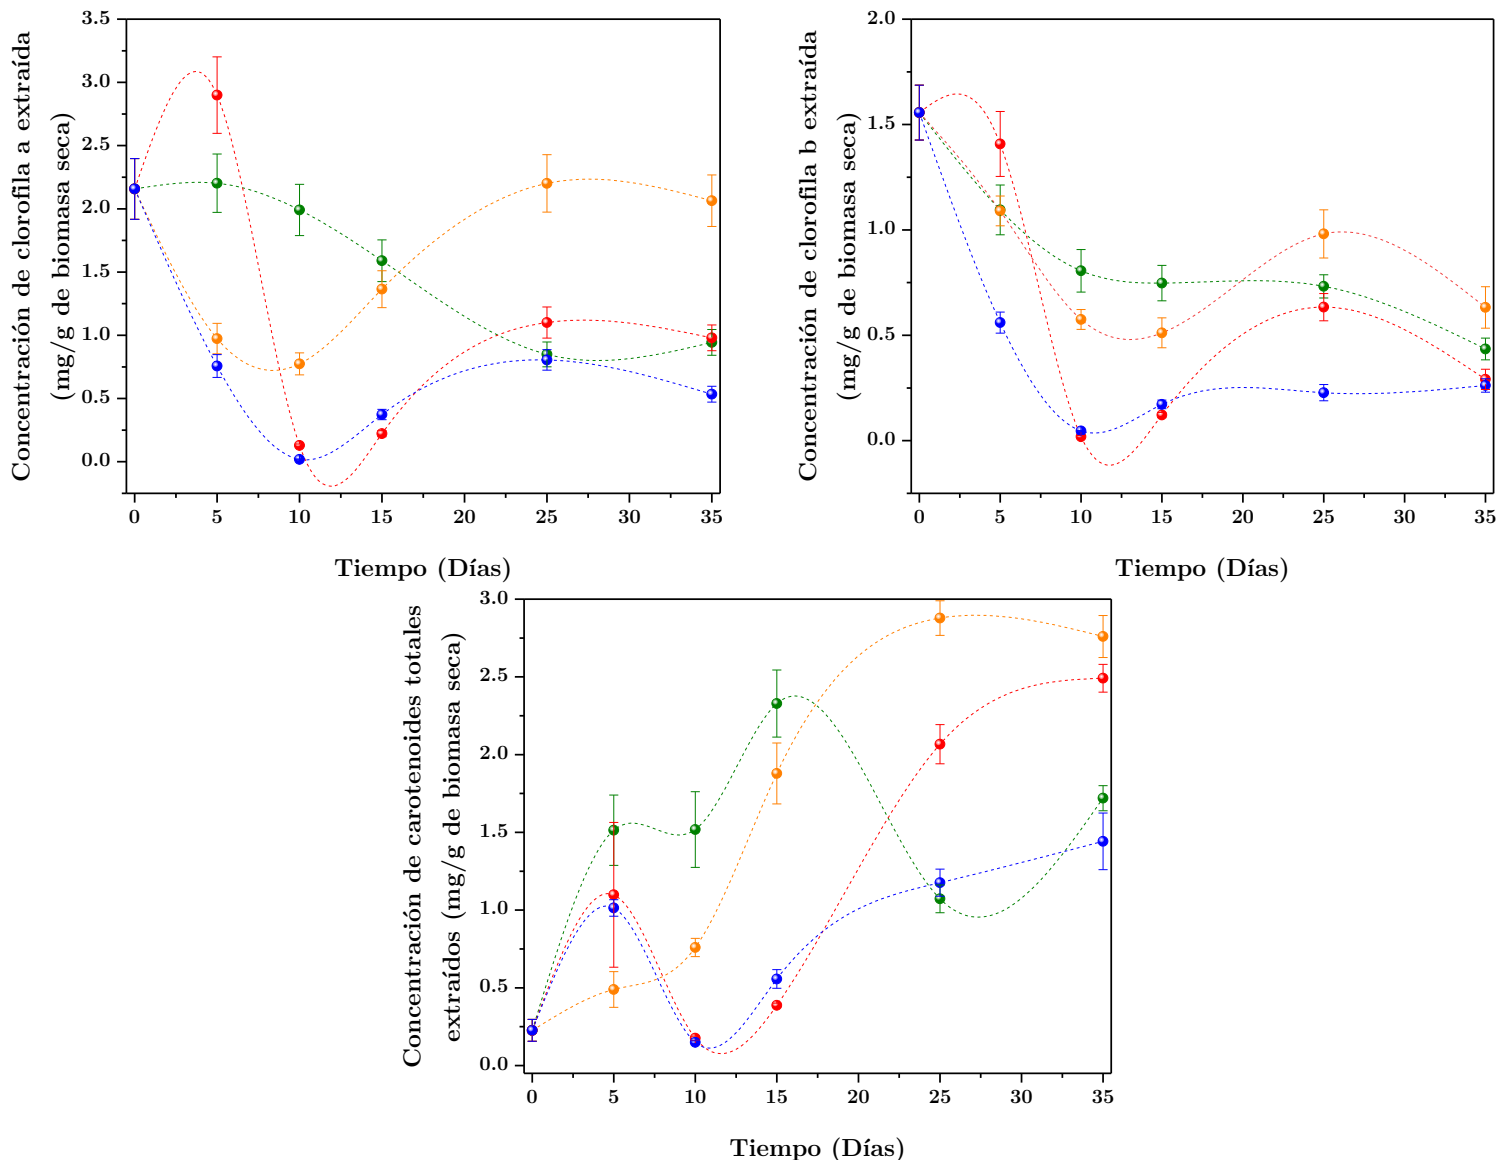 Concentración de clorofila a extraída
(mg/g de biomasa seca)
3.5
3.0
2.5
2.0
1.5
1.0
0.5
0.0
0 5 10 15 20 25 30 35
Tiempo (Días)
Concentración de clorofila b extraída
(mg/g de biomasa seca)
2.0
1.5
1.0
0.5
0.0
0 5 10 15 20 25 30 35
Tiempo (Días)
Concentración de carotenoides totales
extraídos (mg/g de biomasa seca)
3.0
2.5
2.0
1.5
1.0
0.5
0.0
0 5 10 15 20 25 30 35
Tiempo (Días)